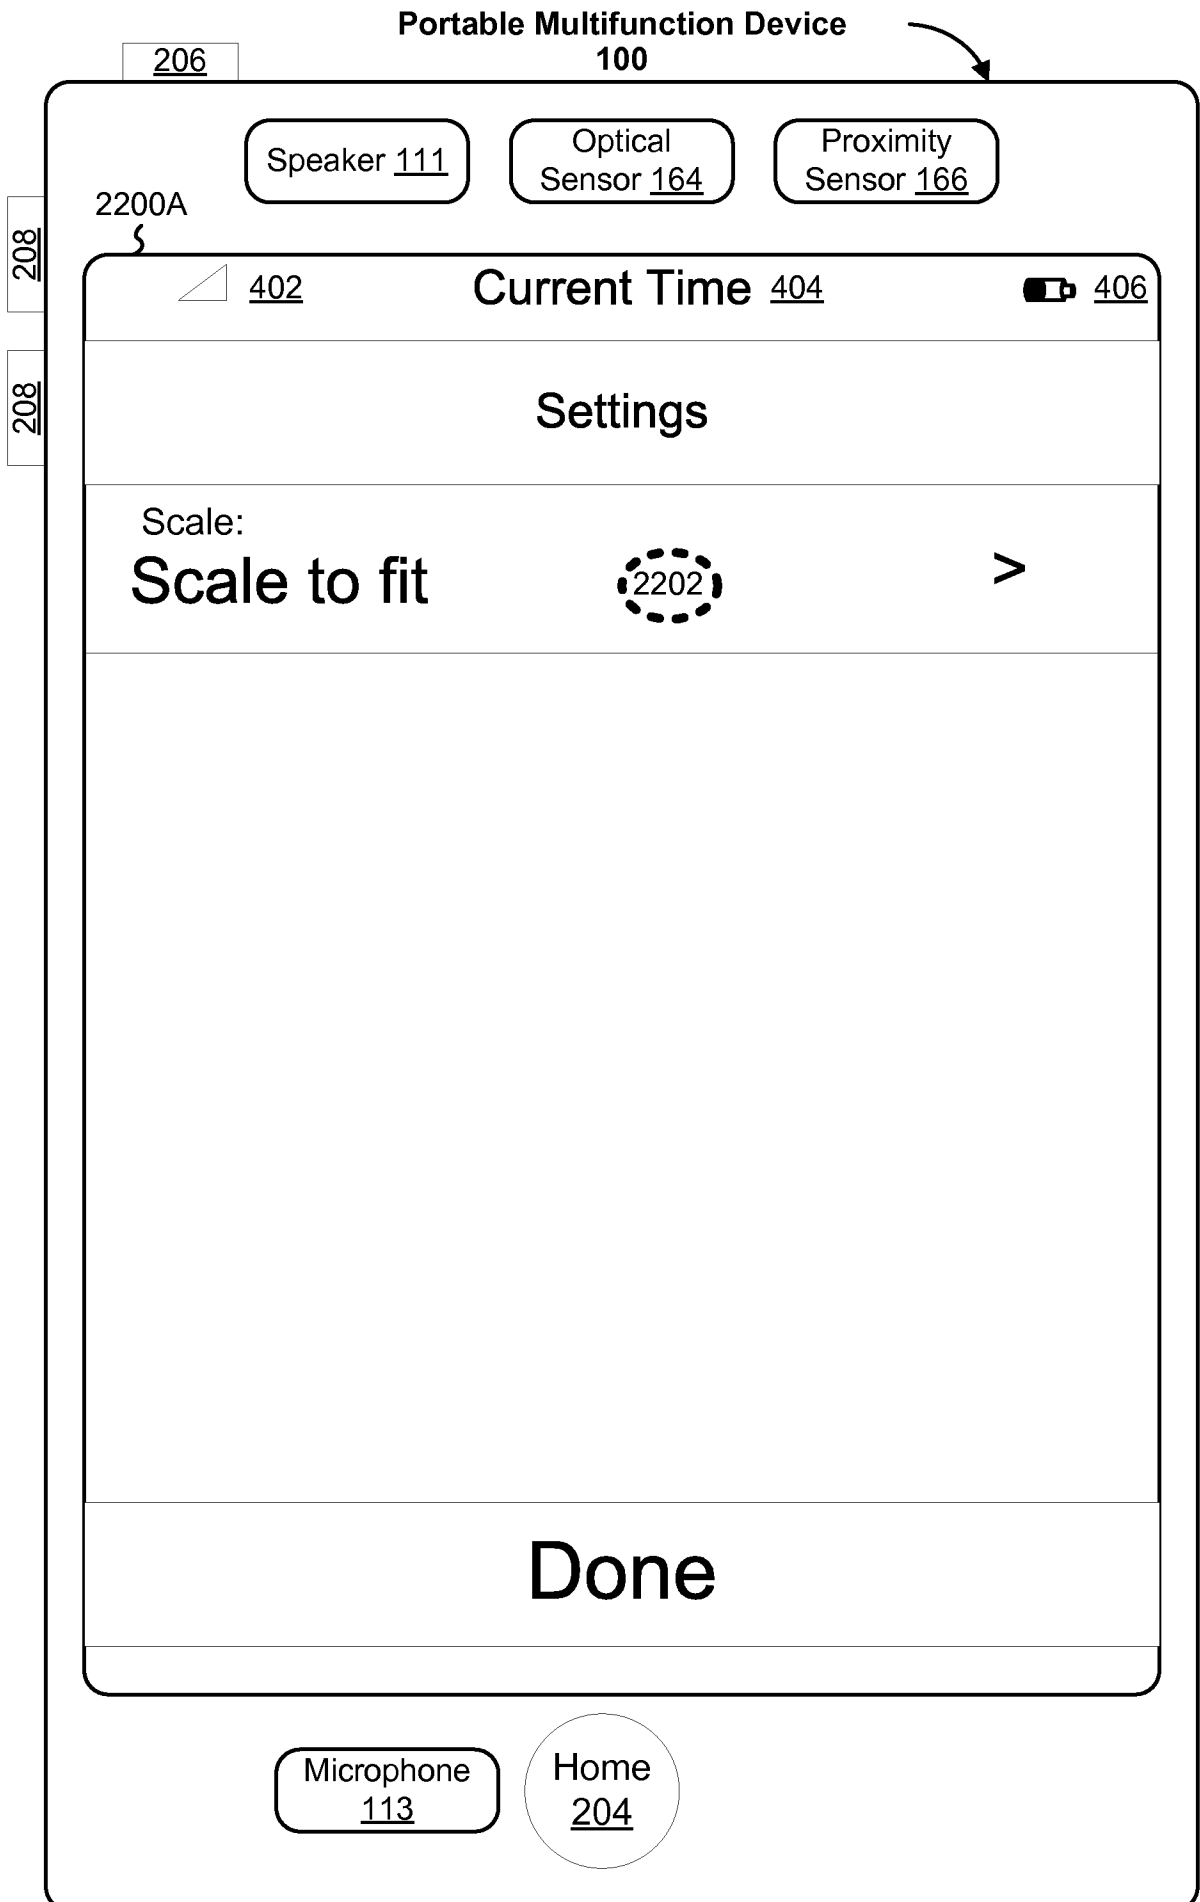 Portable Multifunction Device
100
206
Speaker 111
Optical
Sensor 164
Proximity
Sensor 166
2200A
208
402
Current Time 404
406
208
Settings
Scale:
Scale to fit
2202
>
Done
Microphone
113
Home
204